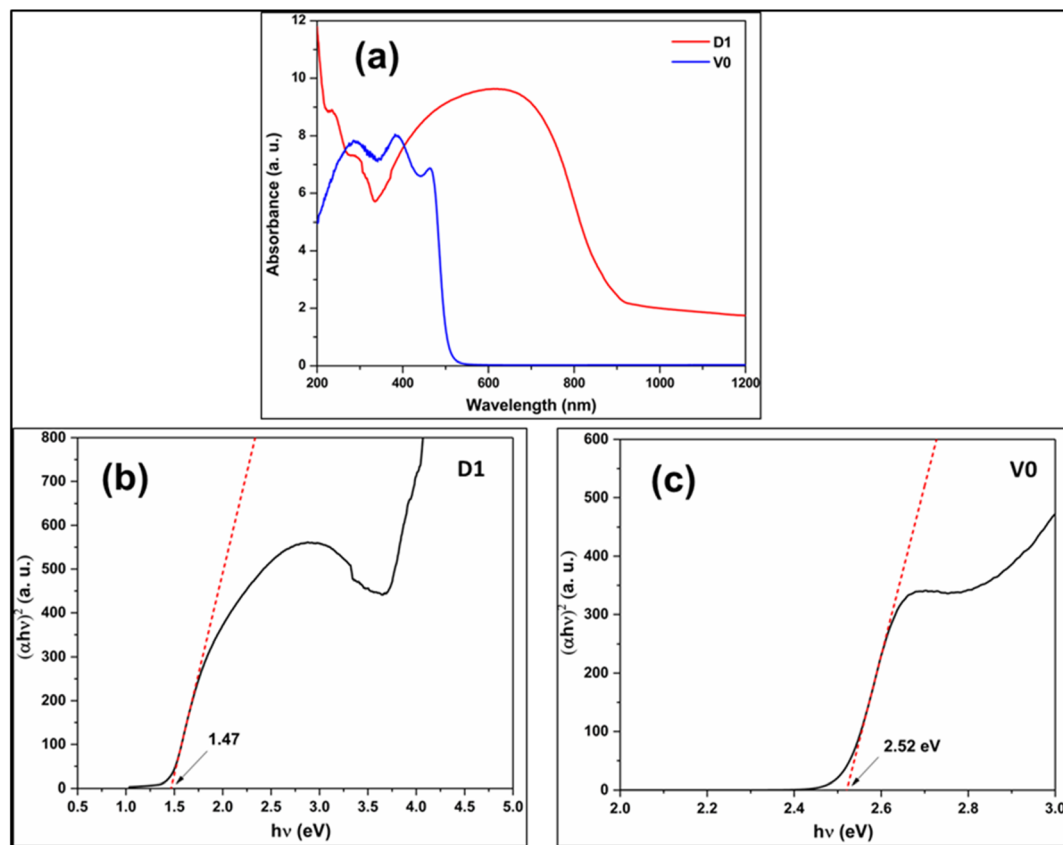 (a)
D1
V0
12
10
8
6
4
2
0
Absorbance (a. u.)
200 400 600 800 1000 1200
Wavelength (nm)
(b)
D1
800
700
600
500
400
300
200
100
0
(αhν)² (a. u.)
1.47
0.5 1.0 1.5 2.0 2.5 3.0 3.5 4.0 4.5 5.0
hν (eV)
(c)
V0
600
500
400
300
200
100
0
(αhν)² (a. u.)
2.52 eV
2.0 2.2 2.4 2.6 2.8 3.0
hν (eV)